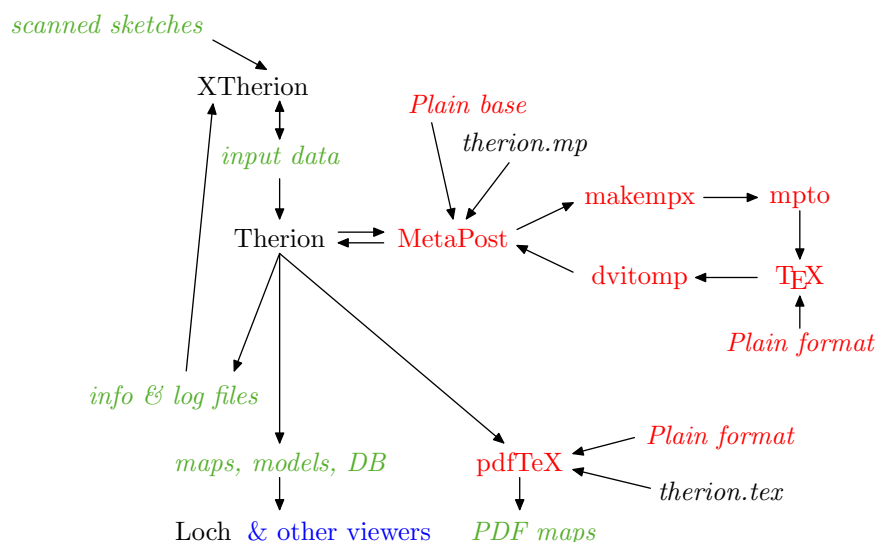 scanned sketches
XTherion
Plain base
therion.mp
input data
makempx
mpto
Therion
MetaPost
dvitomp
TEX
Plain format
info & log files
Plain format
maps, models, DB
pdfTeX
therion.tex
Loch & other viewers
PDF maps